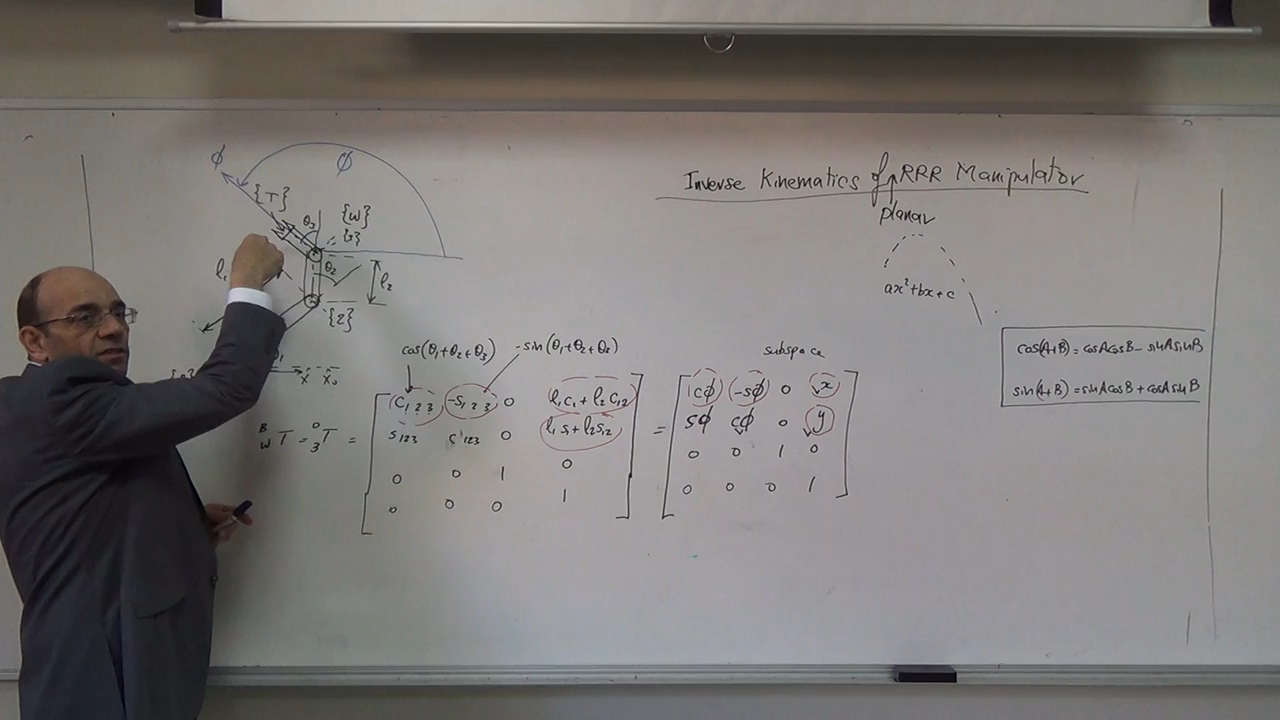 Inverse Kinematics of RRR Manipulator
planar
ax²+bx+c
cos(A+B)=cosAcosB-sinAsinB
sin(A+B)=sinAcosB+cosAsinB
ϕ
ϕ
{T}
θ₃
{W}
{3}
θ₂
l₁
l₂
{2}
cos(θ₁+θ₂+θ₃)
-sin(θ₁+θ₂+θ₃)
subspace
C₁₂₃ -S₁₂₃ 0 l₁c₁+l₂c₁₂
ᴮ_W T = ⁰₃T = S₁₂₃ C₁₂₃ 0 l₁s₁+l₂s₁₂
0 0 1 0
0 0 0 1
=
cϕ -sϕ 0 x
sϕ cϕ 0 y
0 0 1 0
0 0 0 1